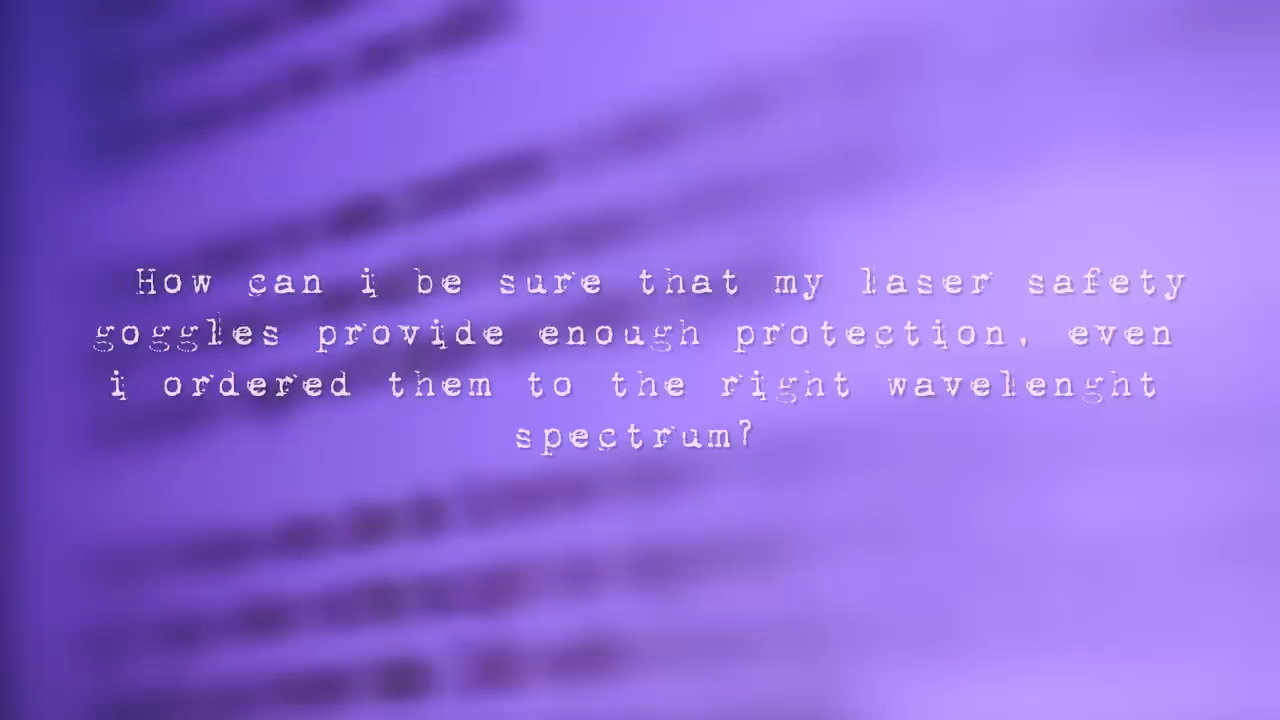 How can i be sure that my laser safety
goggles provide enough protection, even
i ordered them to the right wavelenght
spectrum?